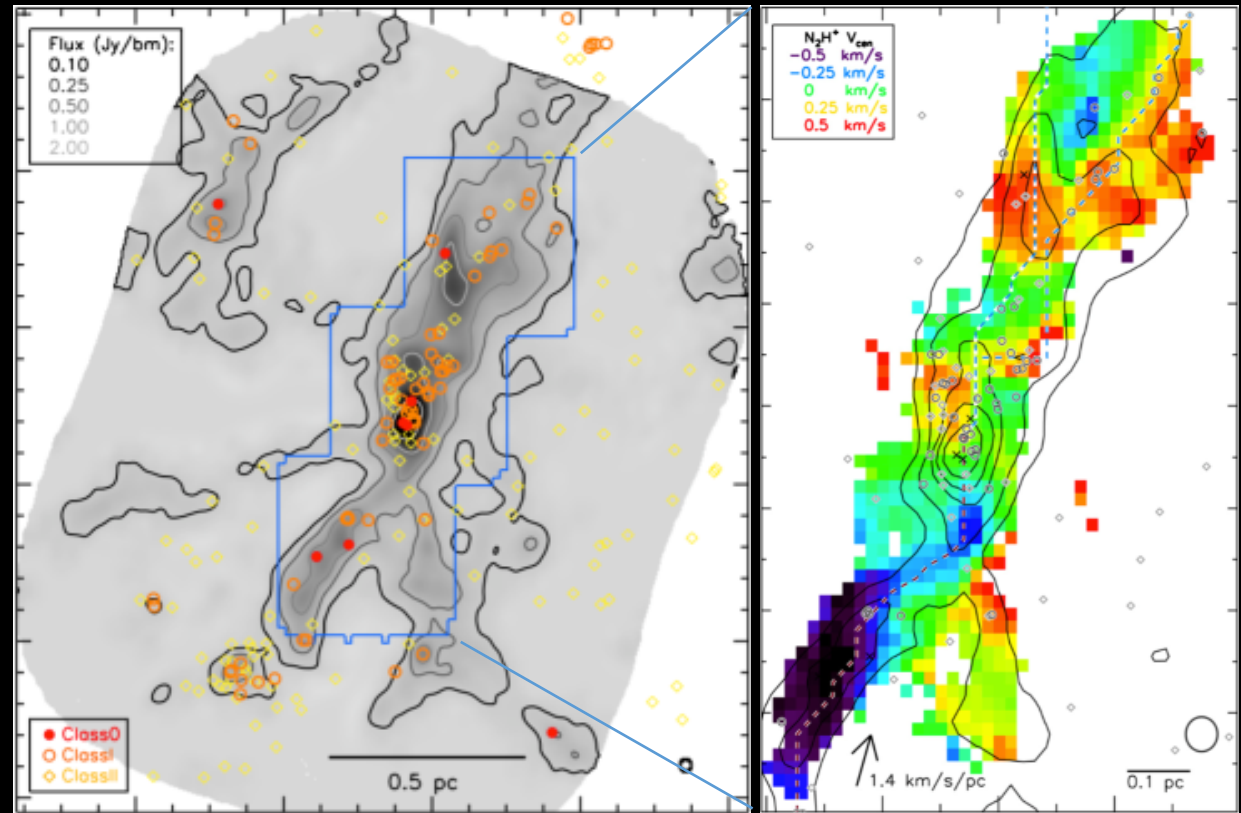 Flux (Jy/bm):
0.10
0.25
0.50
1.00
2.00
Class0
ClassI
ClassII
0.5 pc
N₂H⁺ V_cen
-0.5 km/s
-0.25 km/s
0 km/s
0.25 km/s
0.5 km/s
1.4 km/s/pc
0.1 pc